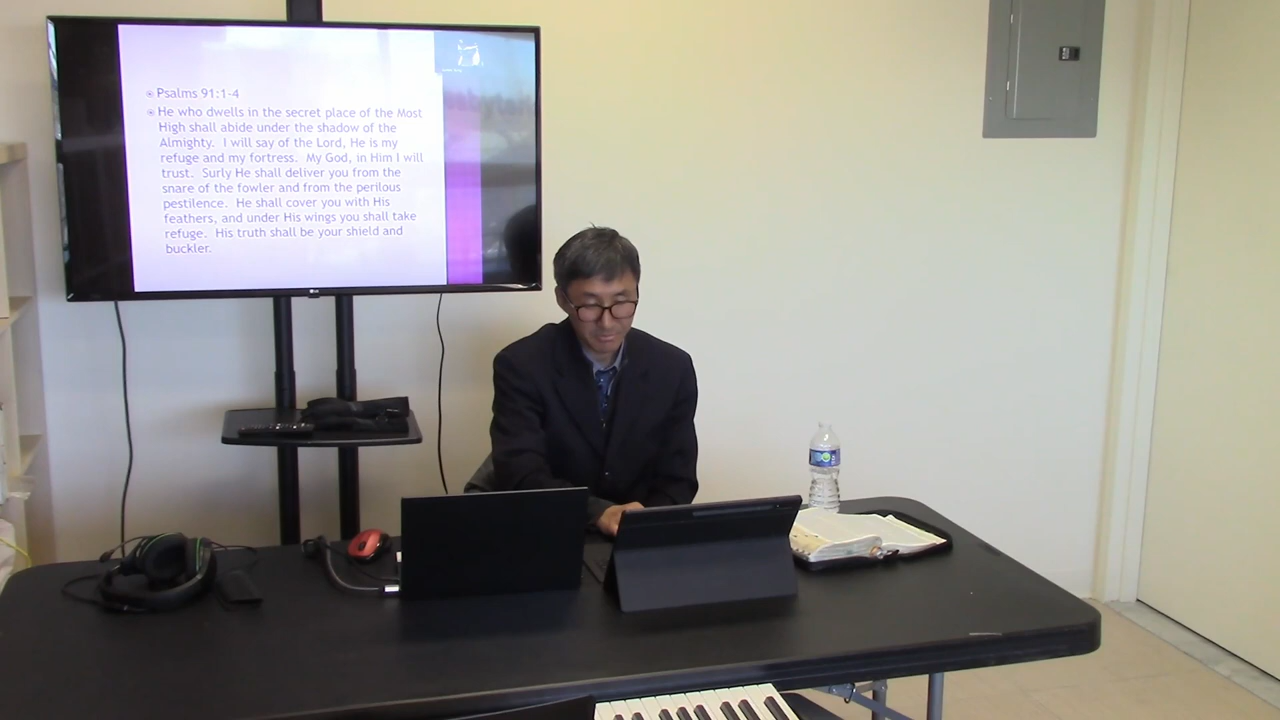 Psalms 91:1-4
He who dwells in the secret place of the Most
High shall abide under the shadow of the
Almighty. I will say of the Lord, He is my
refuge and my fortress. My God, in Him I will
trust. Surly He shall deliver you from the
snare of the fowler and from the perilous
pestilence. He shall cover you with His
feathers, and under His wings you shall take
refuge. His truth shall be your shield and
buckler.